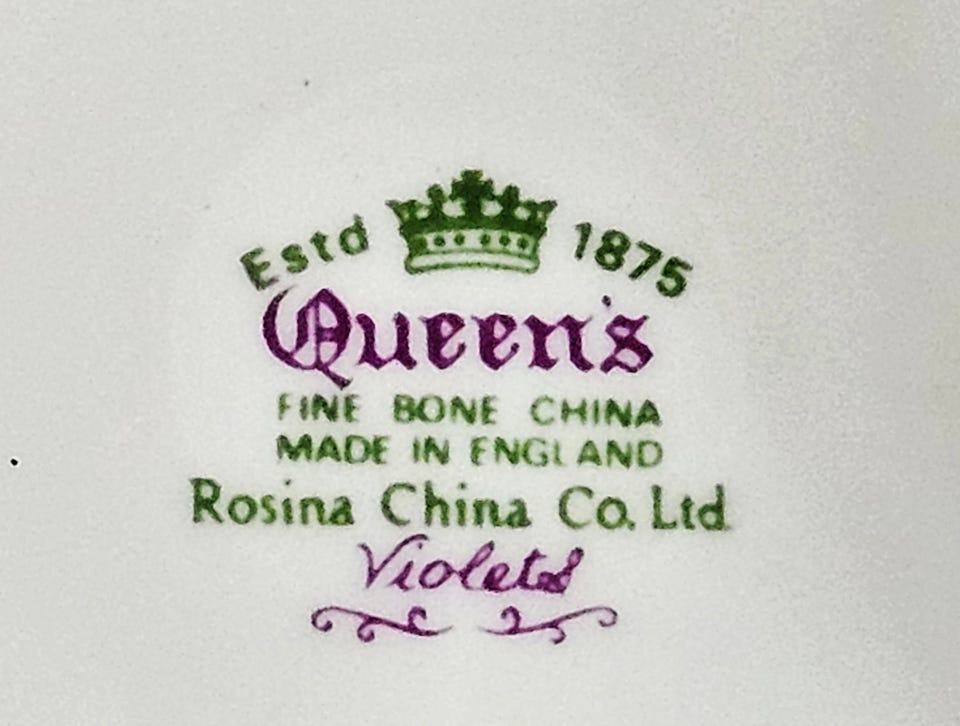 Estd 1875
Queen's
FINE BONE CHINA
MADE IN ENGLAND
Rosina China Co. Ltd
Violets